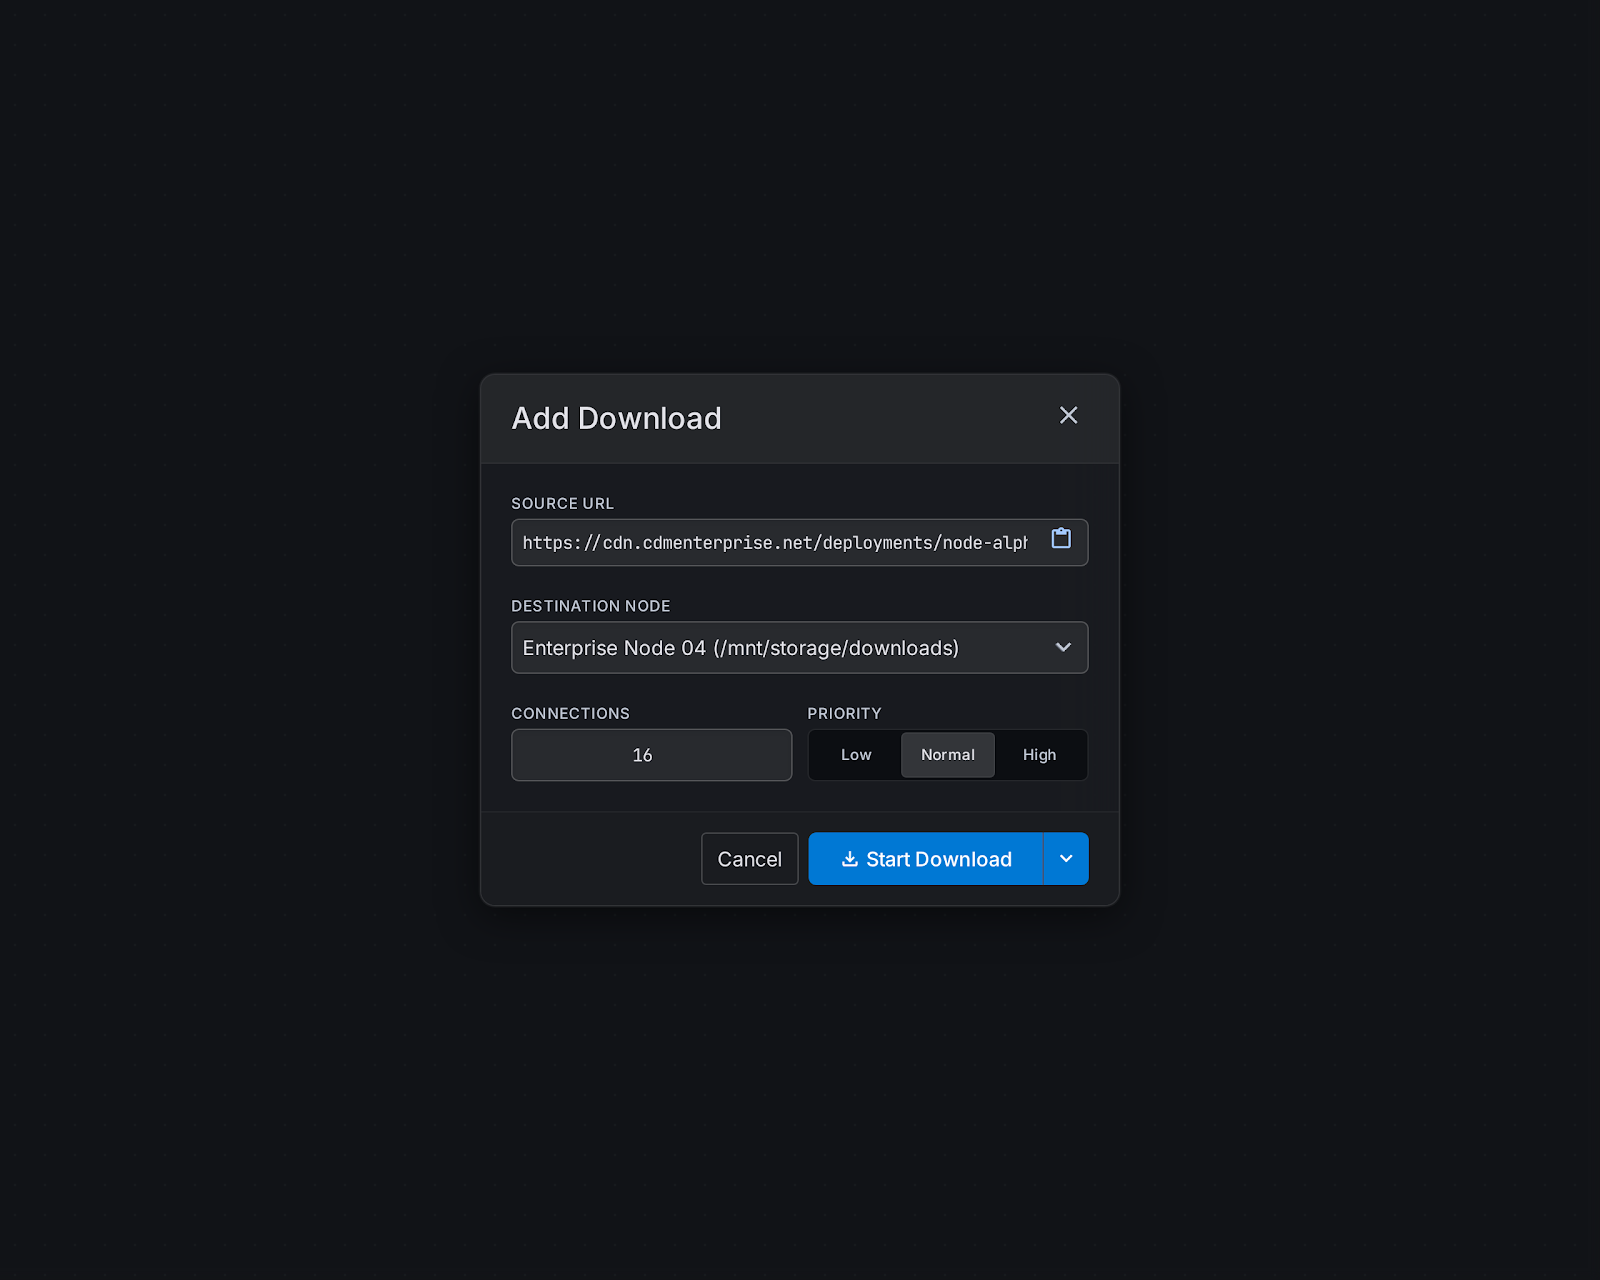 Add Download
SOURCE URL
https://cdn.cdmenterprise.net/deployments/node-alph
DESTINATION NODE
Enterprise Node 04 (/mnt/storage/downloads)
CONNECTIONS
16
PRIORITY
Low Normal High
Cancel
Start Download